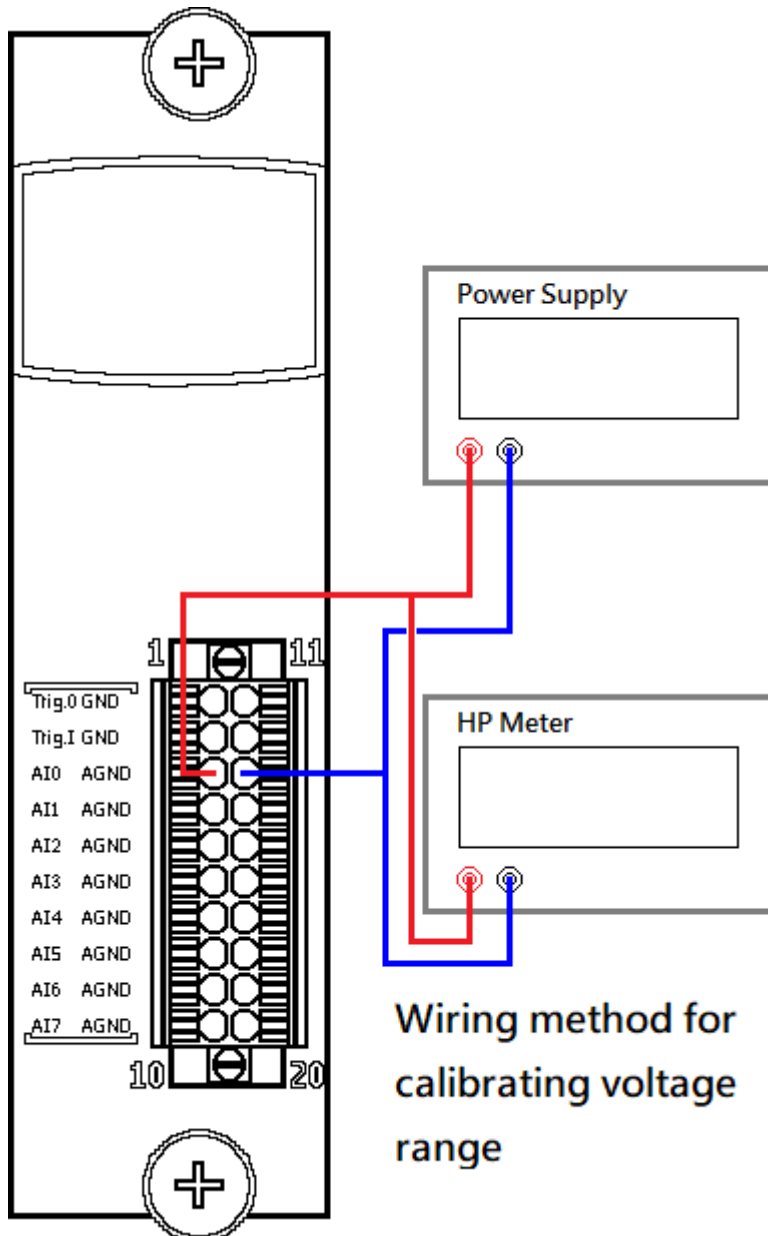 Power Supply
1 11
Trig.0 GND
Trig.I GND
AI0 AGND
AI1 AGND
AI2 AGND
AI3 AGND
AI4 AGND
AI5 AGND
AI6 AGND
AI7 AGND
10 20
HP Meter
Wiring method for
calibrating voltage
range